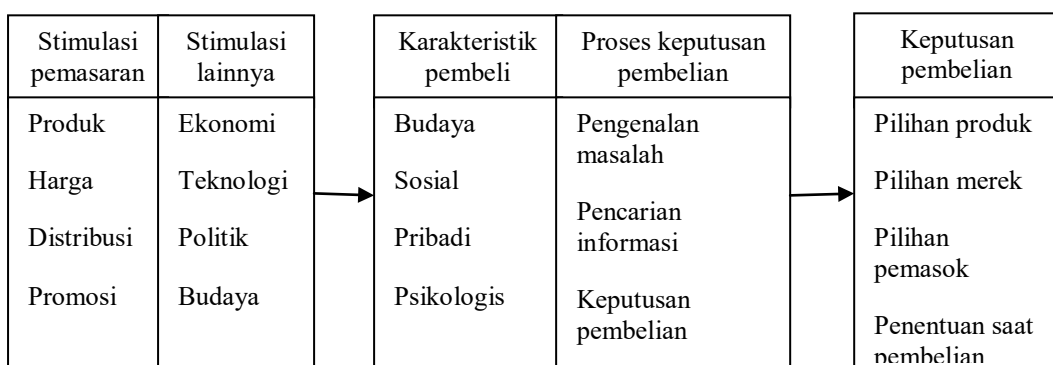 Stimulasi
pemasaran
Stimulasi
lainnya
Produk
Harga
Distribusi
Promosi
Ekonomi
Teknologi
Politik
Budaya
Karakteristik
pembeli
Proses keputusan
pembelian
Budaya
Sosial
Pribadi
Psikologis
Pengenalan
masalah
Pencarian
informasi
Keputusan
pembelian
Keputusan
pembelian
Pilihan produk
Pilihan merek
Pilihan
pemasok
Penentuan saat
pembelian